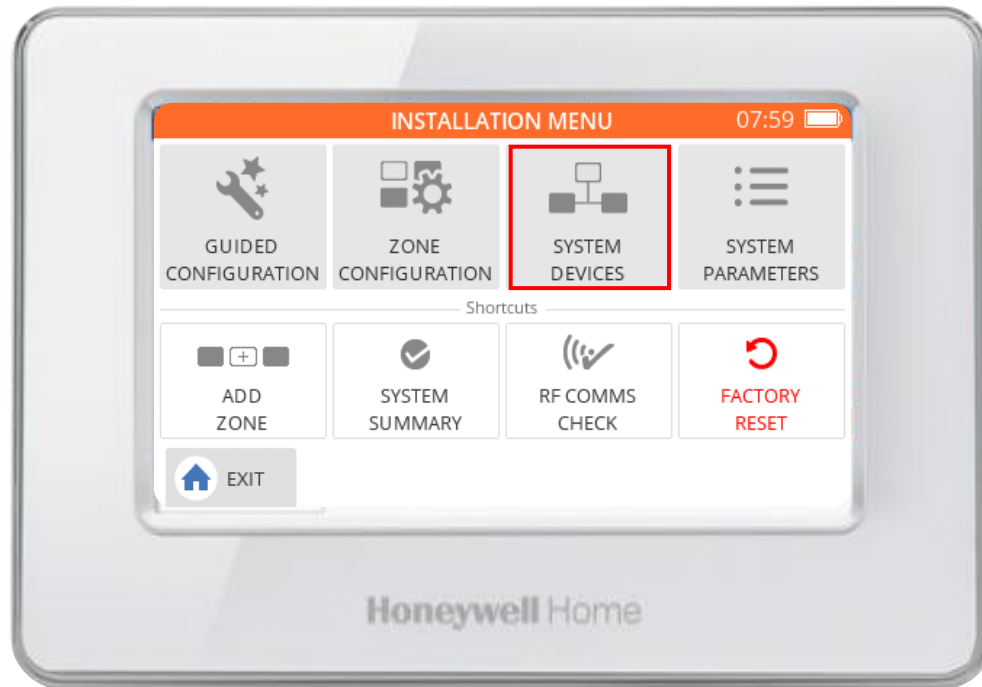 INSTALLATION MENU 07:59
GUIDED
CONFIGURATION
ZONE
CONFIGURATION
SYSTEM
DEVICES
SYSTEM
PARAMETERS
Shortcuts
ADD
ZONE
SYSTEM
SUMMARY
RF COMMS
CHECK
FACTORY
RESET
EXIT
Honeywell Home